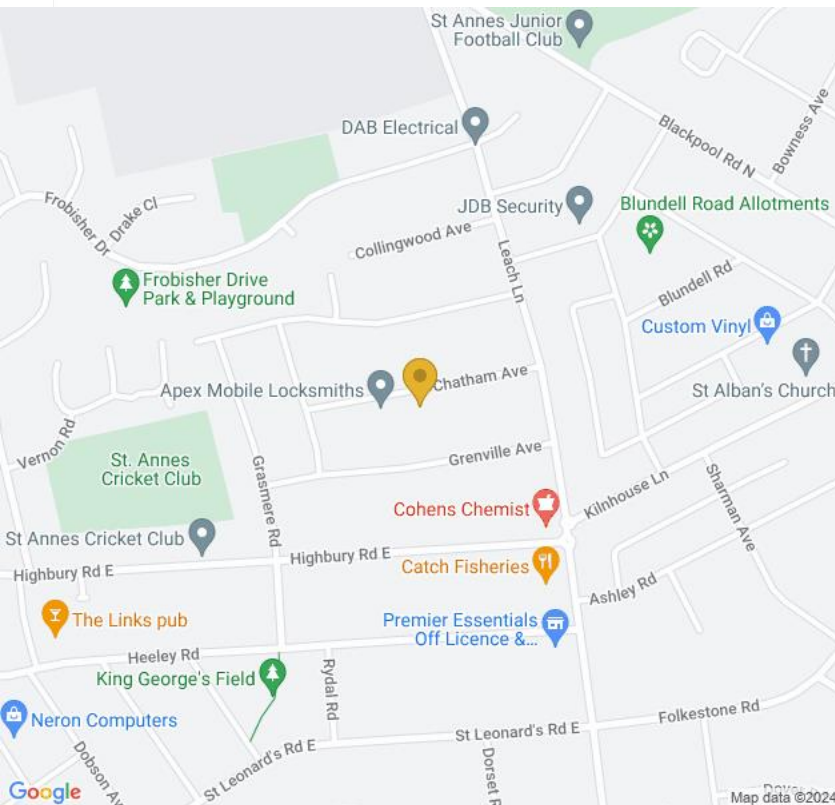 St Annes Junior
Football Club
DAB Electrical
Blackpool Rd N
Bowness Ave
Frobisher Dr
Drake Cl
JDB Security
Blundell Road Allotments
Collingwood Ave
Leach Ln
Frobisher Drive
Park & Playground
Blundell Rd
Custom Vinyl
Apex Mobile Locksmiths
Chatham Ave
St Alban's Church
Vernon Rd
St. Annes
Cricket Club
Grasmere Rd
Grenville Ave
Kilnhouse Ln
Sharman Ave
Cohens Chemist
St Annes Cricket Club
Highbury Rd E
Highbury Rd E
Catch Fisheries
Ashley Rd
The Links pub
Premier Essentials
Off Licence &...
Heeley Rd
King George's Field
Rydal Rd
Neron Computers
Folkestone Rd
St Leonard's Rd E
St Leonard's Rd E
Dobson Av
Dorset R
Google
Map data ©2024